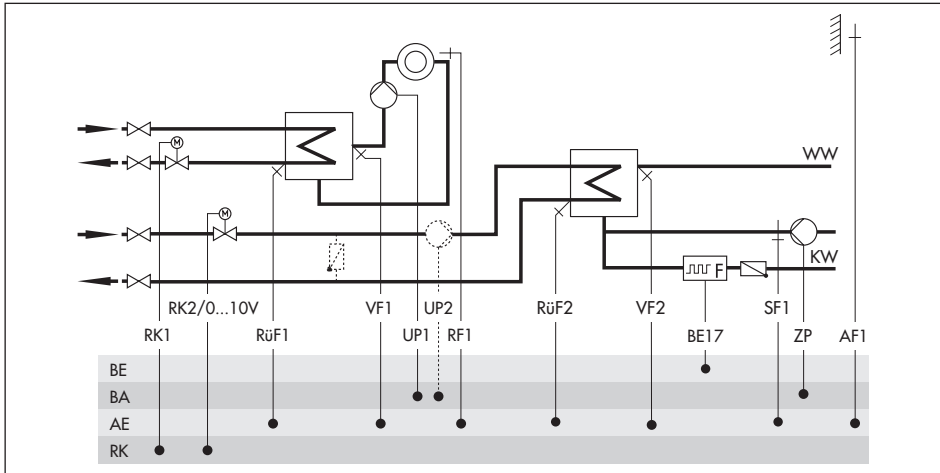 M
WW
M
F
KW
RK2/0...10V
VF1
UP2
RüF2
VF2
SF1
RK1
RüF1
UP1
RF1
BE17
ZP
AF1
BE
BA
AE
RK